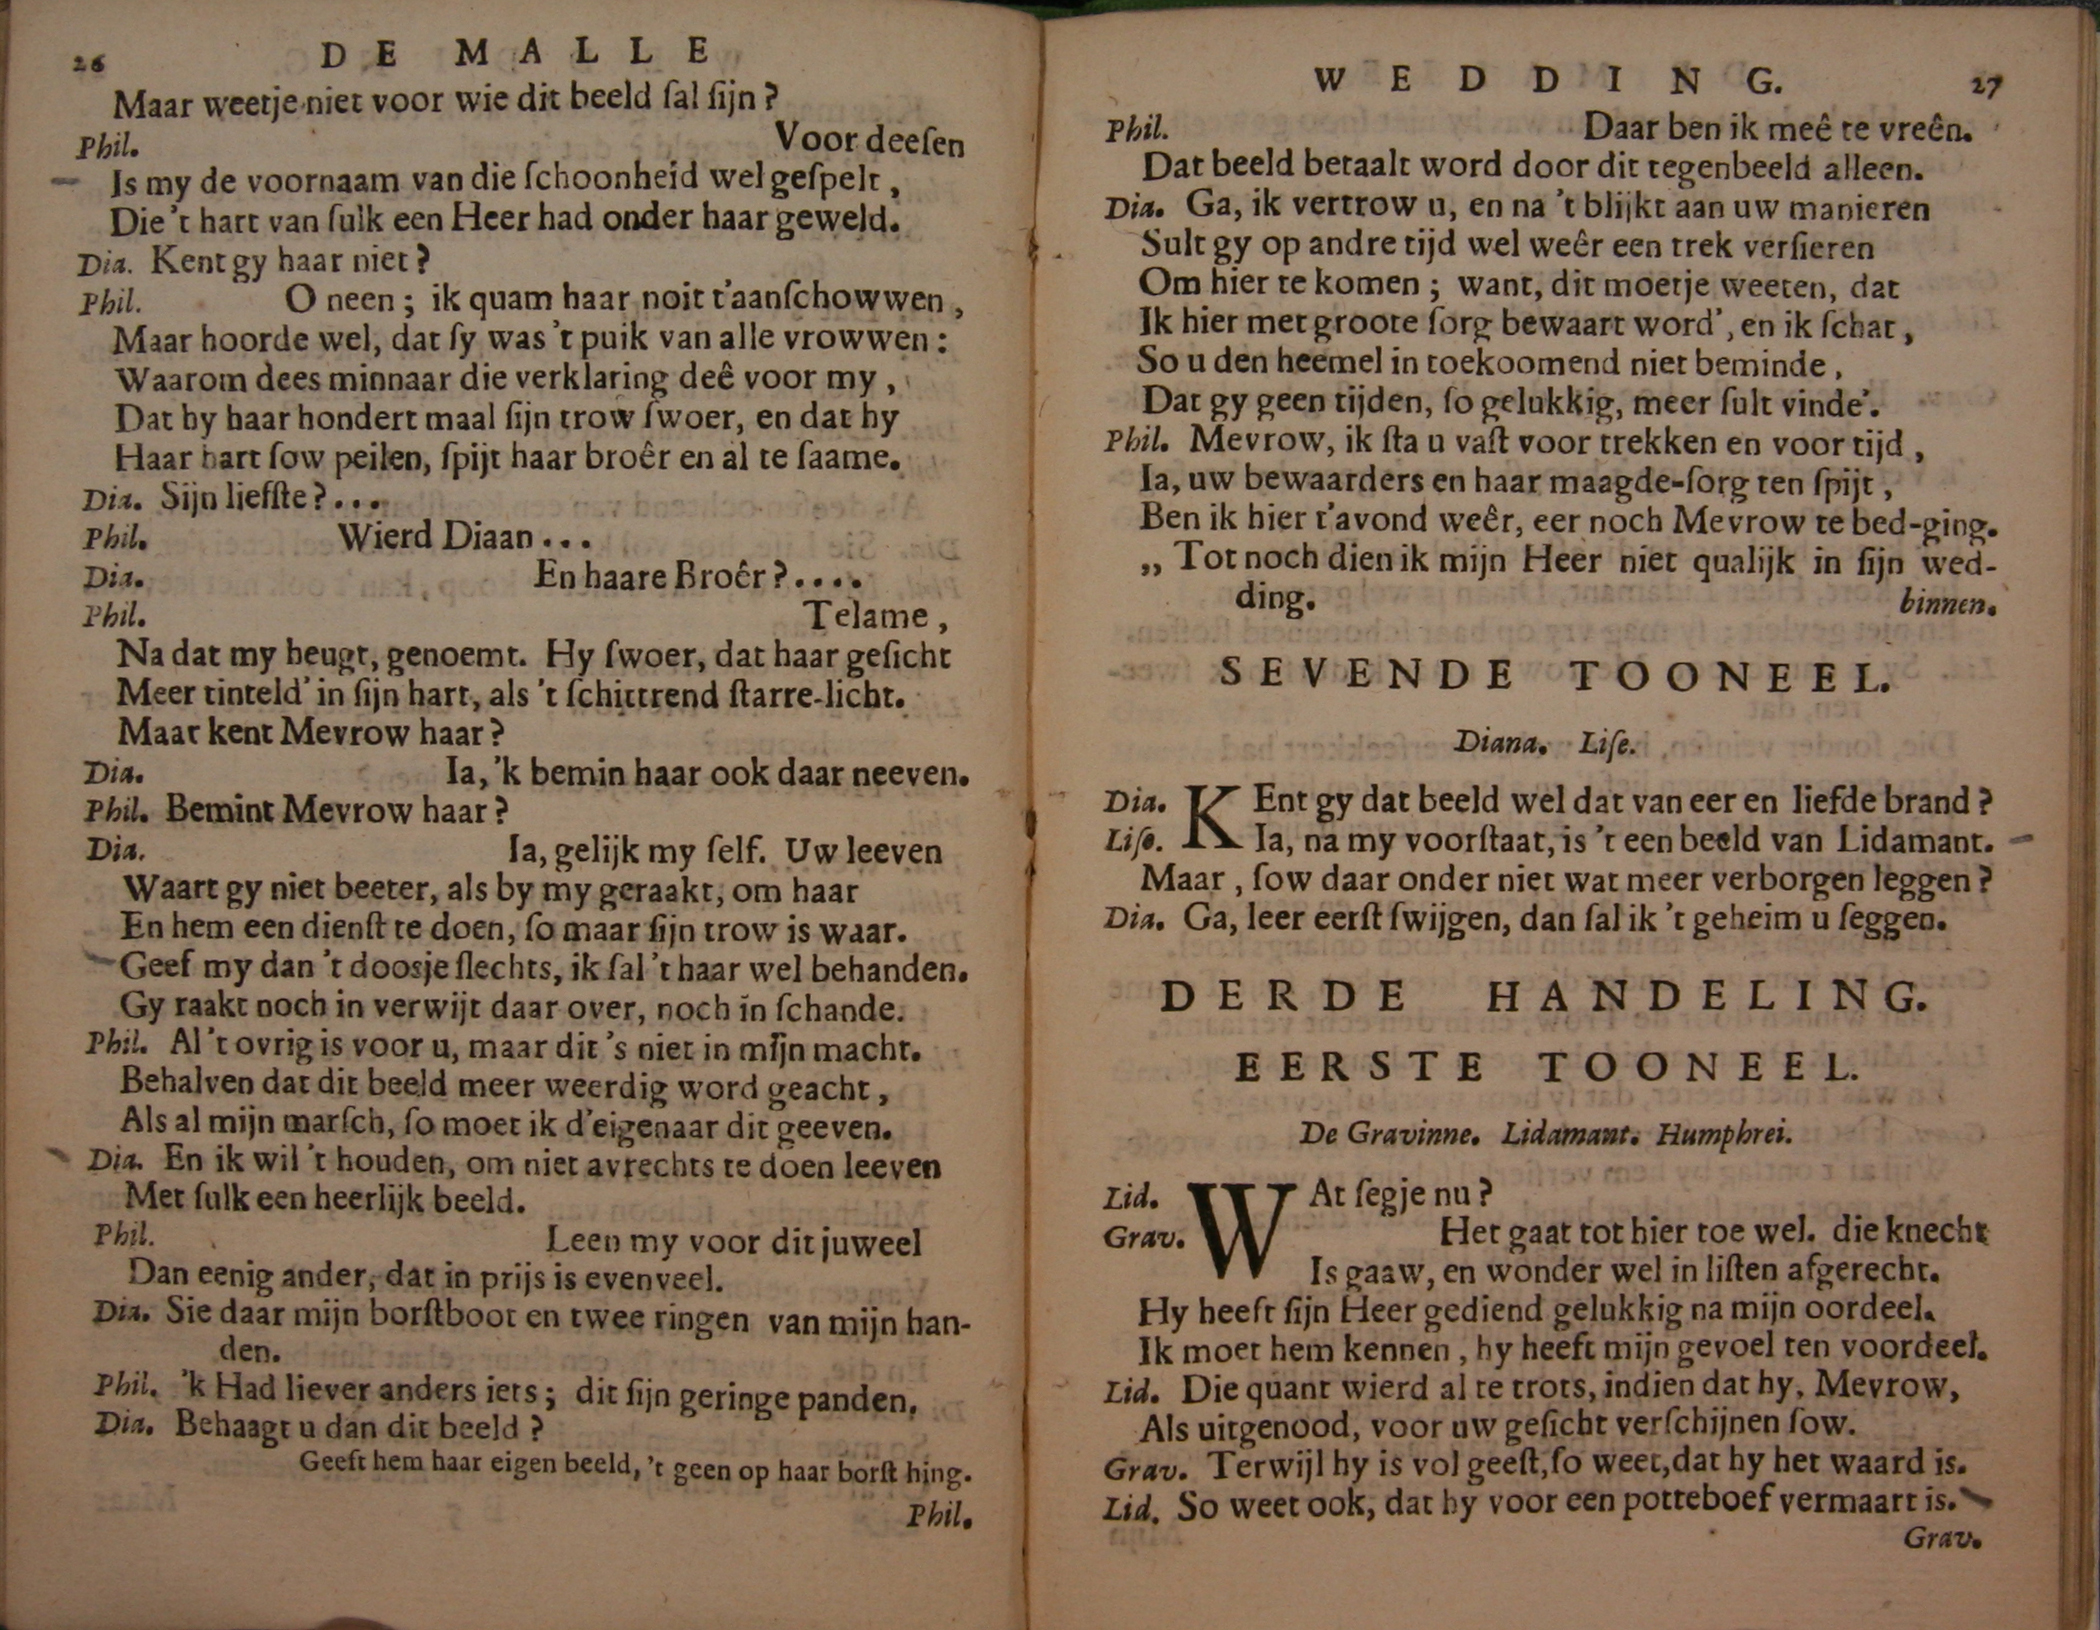 26 DE MALLE
Maar weetje niet voor wie dit beeld ſal ſijn?
Phil. Voor deeſen
Is my de voornaam van die ſchoonheid wel geſpelt,
Die 't hart van ſulk een Heer had onder haar geweld.
Dia. Kent gy haar niet?
Phil. O neen; ik quam haar noit t'aanſchowwen,
Maar hoorde wel, dat ſy was 't puik van alle vrowwen:
Waarom dees minnaar die verklaring deê voor my,
Dat hy haar hondert maal ſijn trow ſwoer, en dat hy
Haar hart ſow peilen, ſpijt haar broêr en al te ſaame.
Dia. Sijn liefſte?...
Phil. Wierd Diaan...
Dia. En haare Broêr?....
Phil. Telame,
Na dat my heugt, genoemt. Hy ſwoer, dat haar geſicht
Meer tinteld' in ſijn hart, als 't ſchittrend ſtarre-licht.
Maar kent Mevrow haar?
Dia. Ia, 'k bemin haar ook daar neeven.
Phil. Bemint Mevrow haar?
Dia. Ia, gelijk my ſelf. Uw leeven
Waart gy niet beeter, als by my geraakt, om haar
En hem een dienſt te doen, ſo maar ſijn trow is waar.
Geef my dan 't doosje ſlechts, ik ſal 't haar wel behanden.
Gy raakt noch in verwijt daar over, noch in ſchande.
Phil. Al 't ovrig is voor u, maar dit 's niet in mijn macht.
Behalven dat dit beeld meer weerdig word geacht,
Als al mijn marſch, ſo moet ik d'eigenaar dit geeven.
Dia. En ik wil 't houden, om niet avrechts te doen leeven
Met ſulk een heerlijk beeld.
Phil. Leen my voor dit juweel
Dan eenig ander, dat in prijs is evenveel.
Dia. Sie daar mijn borſtboot en twee ringen van mijn han-
den.
Phil. 'k Had liever anders iets; dit ſijn geringe panden.
Dia. Behaagt u dan dit beeld?
Geeft hem haar eigen beeld, 't geen op haar borſt hing.
Phil.
WEDDING. 27
Phil. Daar ben ik meê te vreên.
Dat beeld betaalt word door dit tegenbeeld alleen.
Dia. Ga, ik vertrow u, en na 't blijkt aan uw manieren
Sult gy op andre tijd wel weêr een trek verſieren
Om hier te komen; want, dit moetje weeten, dat
Ik hier met groote ſorg bewaart word', en ik ſchat,
So u den heemel in toekoomend niet beminde,
Dat gy geen tijden, ſo gelukkig, meer ſult vinde'.
Phil. Mevrow, ik ſta u vaſt voor trekken en voor tijd,
Ia, uw bewaarders en haar maagde-ſorg ten ſpijt,
Ben ik hier t'avond weêr, eer noch Mevrow te bed-ging.
„ Tot noch dien ik mijn Heer niet qualijk in ſijn wed-
ding. binnen.
SEVENDE TOONEEL.
Diana. Liſe.
Dia. KEnt gy dat beeld wel dat van eer en liefde brand?
Liſe. Ia, na my voorſtaat, is 't een beeld van Lidamant.
Maar, ſow daar onder niet wat meer verborgen leggen?
Dia. Ga, leer eerſt ſwijgen, dan ſal ik 't geheim u ſeggen.
DERDE HANDELING.
EERSTE TOONEEL.
De Gravinne. Lidamant. Humphrei.
Lid. WAt ſegje nu?
Grav. Het gaat tot hier toe wel. die knecht
Is gaaw, en wonder wel in liſten afgerecht.
Hy heeft ſijn Heer gediend gelukkig na mijn oordeel.
Ik moet hem kennen, hy heeft mijn gevoel ten voordeel.
Lid. Die quant wierd al te trots, indien dat hy, Mevrow,
Als uitgenood, voor uw geſicht verſchijnen ſow.
Grav. Terwijl hy is vol geeſt, ſo weet, dat hy het waard is.
Lid. So weet ook, dat hy voor een potteboef vermaart is.
Grav.